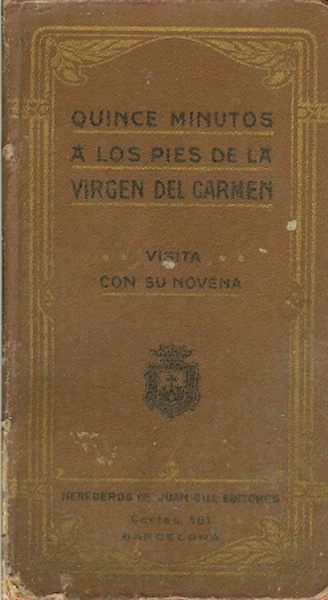 QUINCE MINUTOS
Á LOS PIES DE LA
VIRGEN DEL CARMEN
VISITA
CON SU NOVENA
HEREDEROS DE JUAN GILI, EDITORES
Cortes 581
BARCELONA